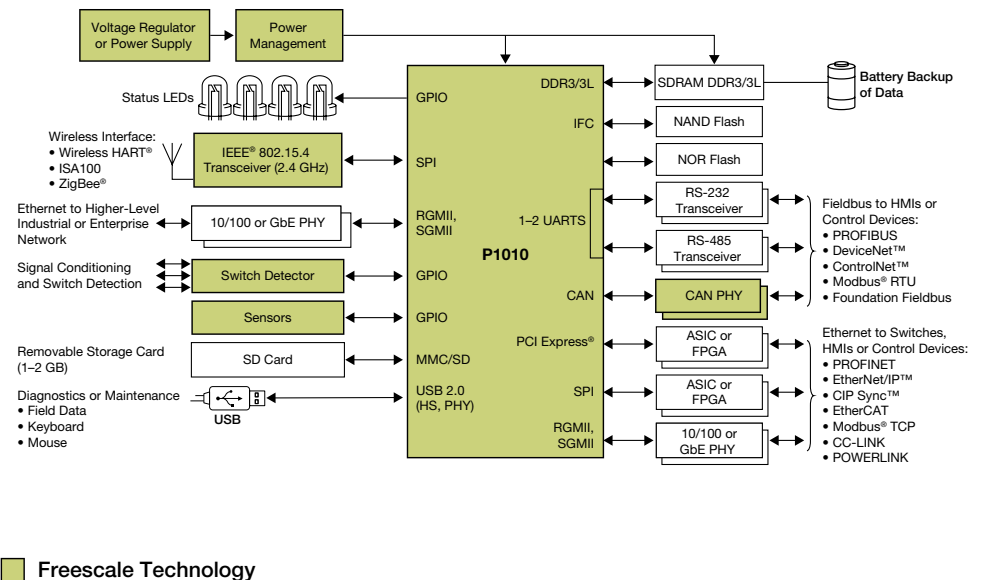 Voltage Regulator
or Power Supply
Power
Management
Status LEDs
GPIO
Wireless Interface:
• Wireless HART®
• ISA100
• ZigBee®
IEEE® 802.15.4
Transceiver (2.4 GHz)
SPI
Ethernet to Higher-Level
Industrial or Enterprise
Network
10/100 or GbE PHY
RGMII,
SGMII
Signal Conditioning
and Switch Detection
Switch Detector
GPIO
Sensors
GPIO
Removable Storage Card
(1–2 GB)
SD Card
MMC/SD
Diagnostics or Maintenance
• Field Data
• Keyboard
• Mouse
USB
USB 2.0
(HS, PHY)
P1010
DDR3/3L
SDRAM DDR3/3L
Battery Backup
of Data
IFC
NAND Flash
NOR Flash
1–2 UARTS
RS-232
Transceiver
RS-485
Transceiver
CAN
CAN PHY
Fieldbus to HMIs or
Control Devices:
• PROFIBUS
• DeviceNet™
• ControlNet™
• Modbus® RTU
• Foundation Fieldbus
PCI Express®
ASIC or
FPGA
SPI
ASIC or
FPGA
RGMII,
SGMII
10/100 or
GbE PHY
Ethernet to Switches,
HMIs or Control Devices:
• PROFINET
• EtherNet/IP™
• CIP Sync™
• EtherCAT
• Modbus® TCP
• CC-LINK
• POWERLINK
Freescale Technology